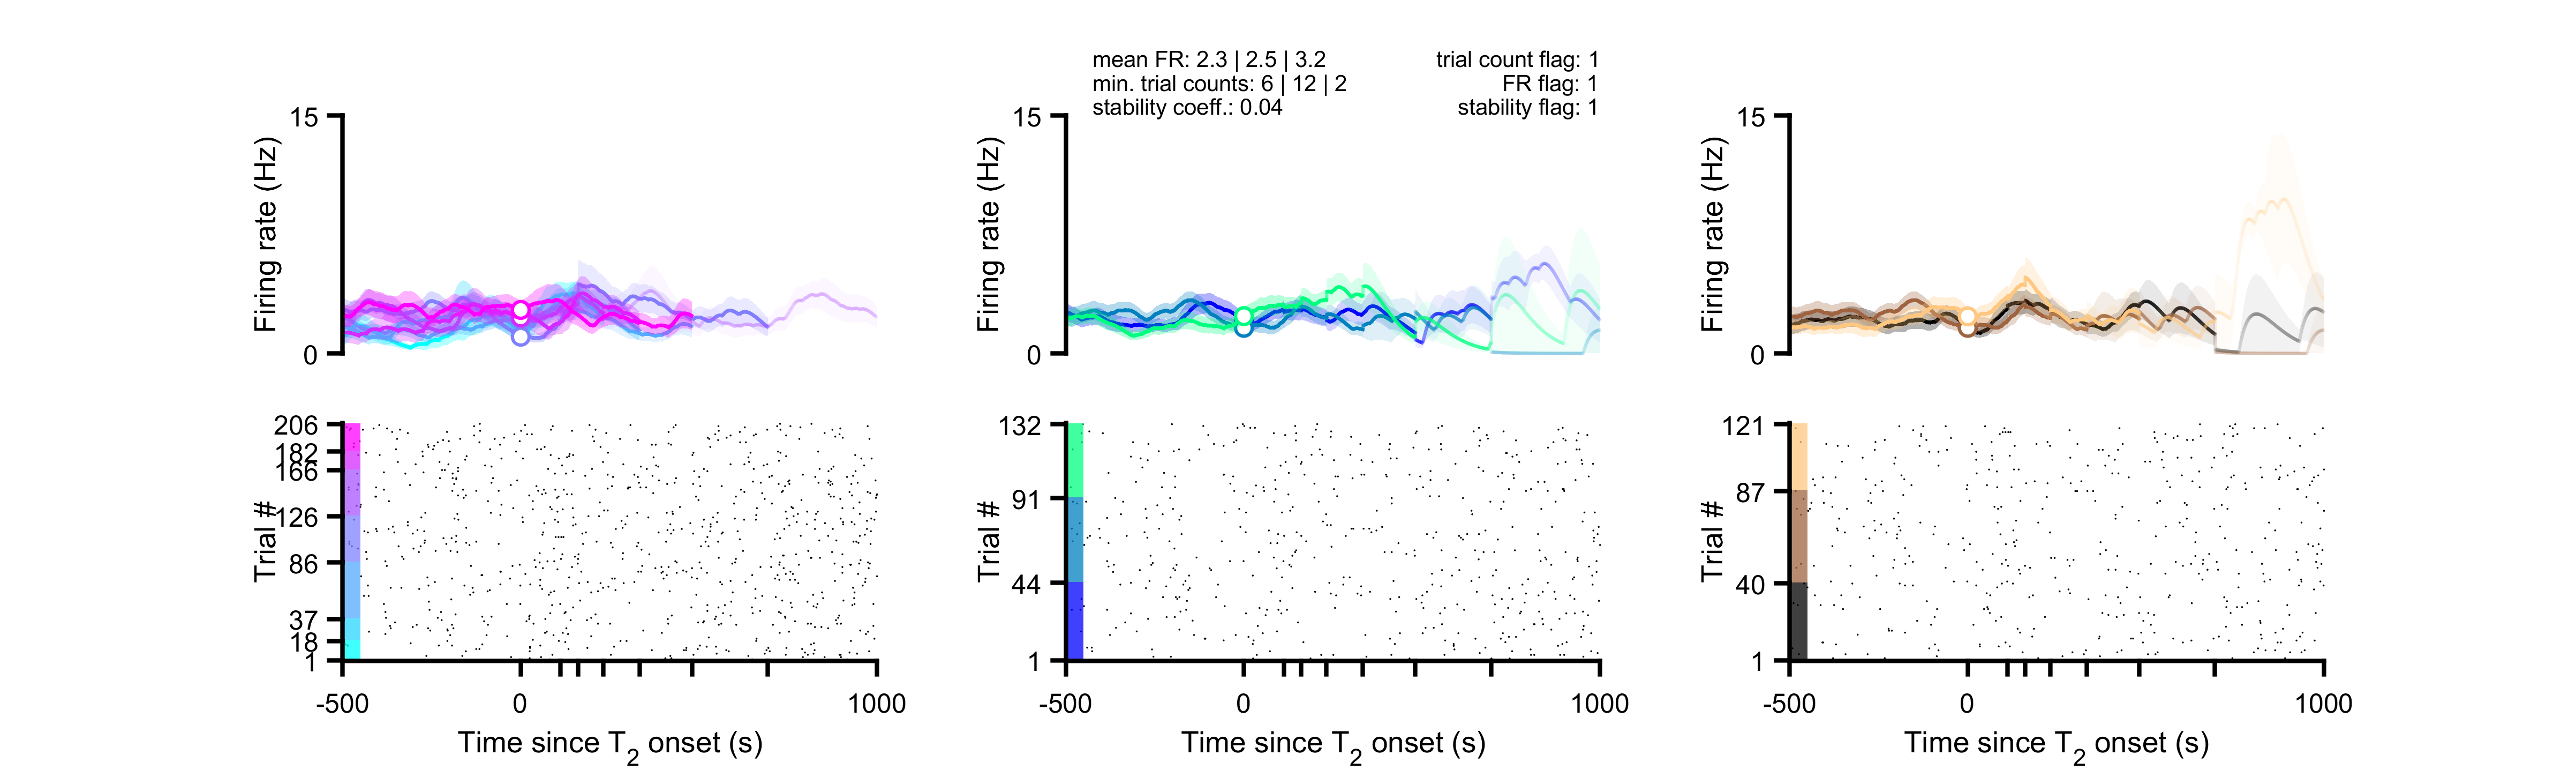 mean FR: 2.3 | 2.5 | 3.2
min. trial counts: 6 | 12 | 2
stability coeff.: 0.04
trial count flag: 1
FR flag: 1
stability flag: 1
15
0
Firing rate (Hz)
15
0
Firing rate (Hz)
15
0
Firing rate (Hz)
206
182
166
126
86
37
18
1
Trial #
-500
0
1000
Time since T2 onset (s)
132
91
44
1
Trial #
-500
0
1000
Time since T2 onset (s)
121
87
40
1
Trial #
-500
0
1000
Time since T2 onset (s)